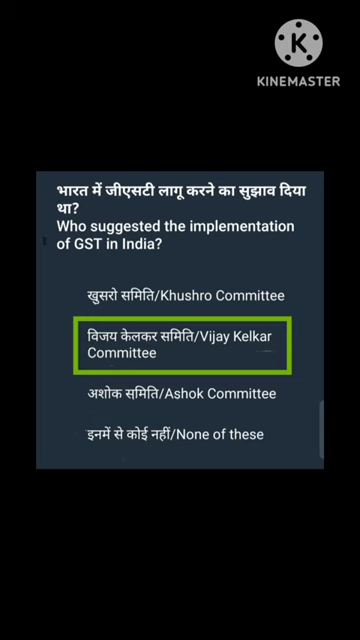 K
KINEMASTER
भारत में जीएसटी लागू करने का सुझाव दिया
था?
Who suggested the implementation
of GST in India?
खुसरो समिति/Khushro Committee
विजय केलकर समिति/Vijay Kelkar
Committee
अशोक समिति/Ashok Committee
इनमें से कोई नहीं/None of these